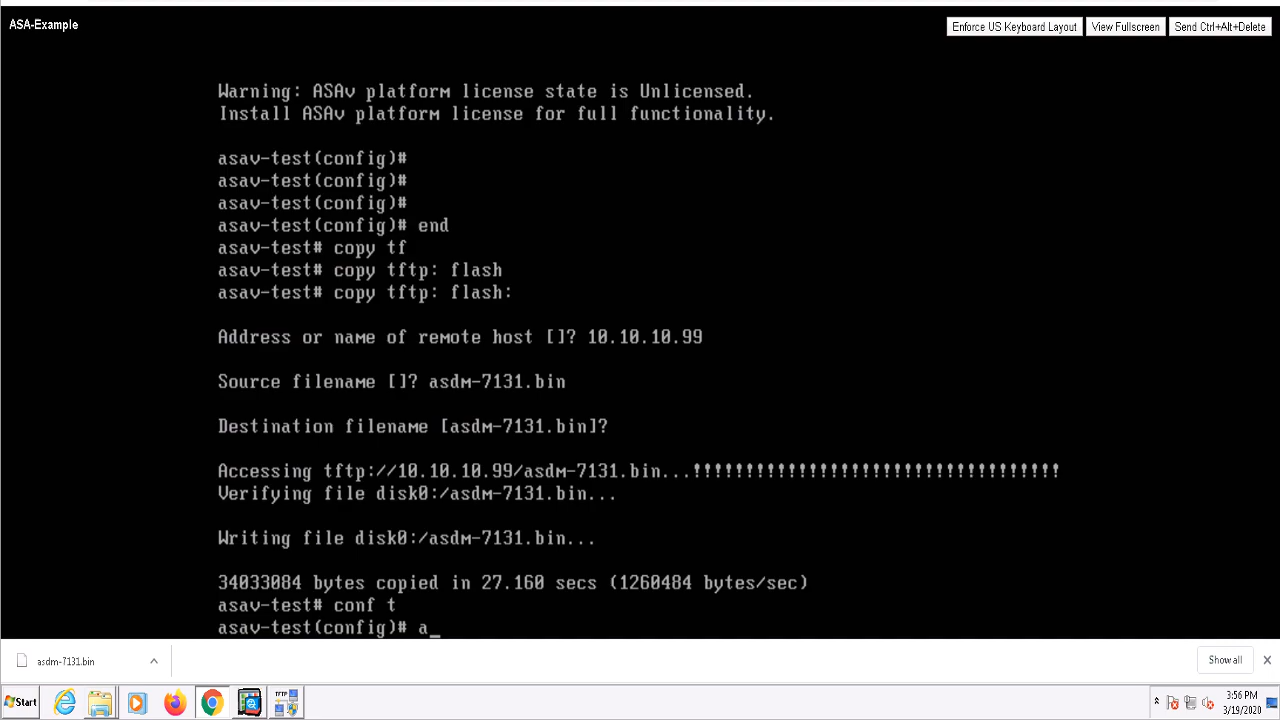 ASA-Example
Enforce US Keyboard Layout
View Fullscreen
Send Ctrl+Alt+Delete
Warning: ASAv platform license state is Unlicensed.
Install ASAv platform license for full functionality.
asav-test(config)#
asav-test(config)#
asav-test(config)#
asav-test(config)# end
asav-test# copy tf
asav-test# copy tftp: flash
asav-test# copy tftp: flash:
Address or name of remote host []? 10.10.10.99
Source filename []? asdm-7131.bin
Destination filename [asdm-7131.bin]?
Accessing tftp://10.10.10.99/asdm-7131.bin...!!!!!!!!!!!!!!!!!!!!!!!!!!!!!!!!!!!
Verifying file disk0:/asdm-7131.bin...
Writing file disk0:/asdm-7131.bin...
34033084 bytes copied in 27.160 secs (1260484 bytes/sec)
asav-test# conf t
asav-test(config)# a_
asdm-7131.bin
Show all
Start
TFTP
3:56 PM
3/19/2020